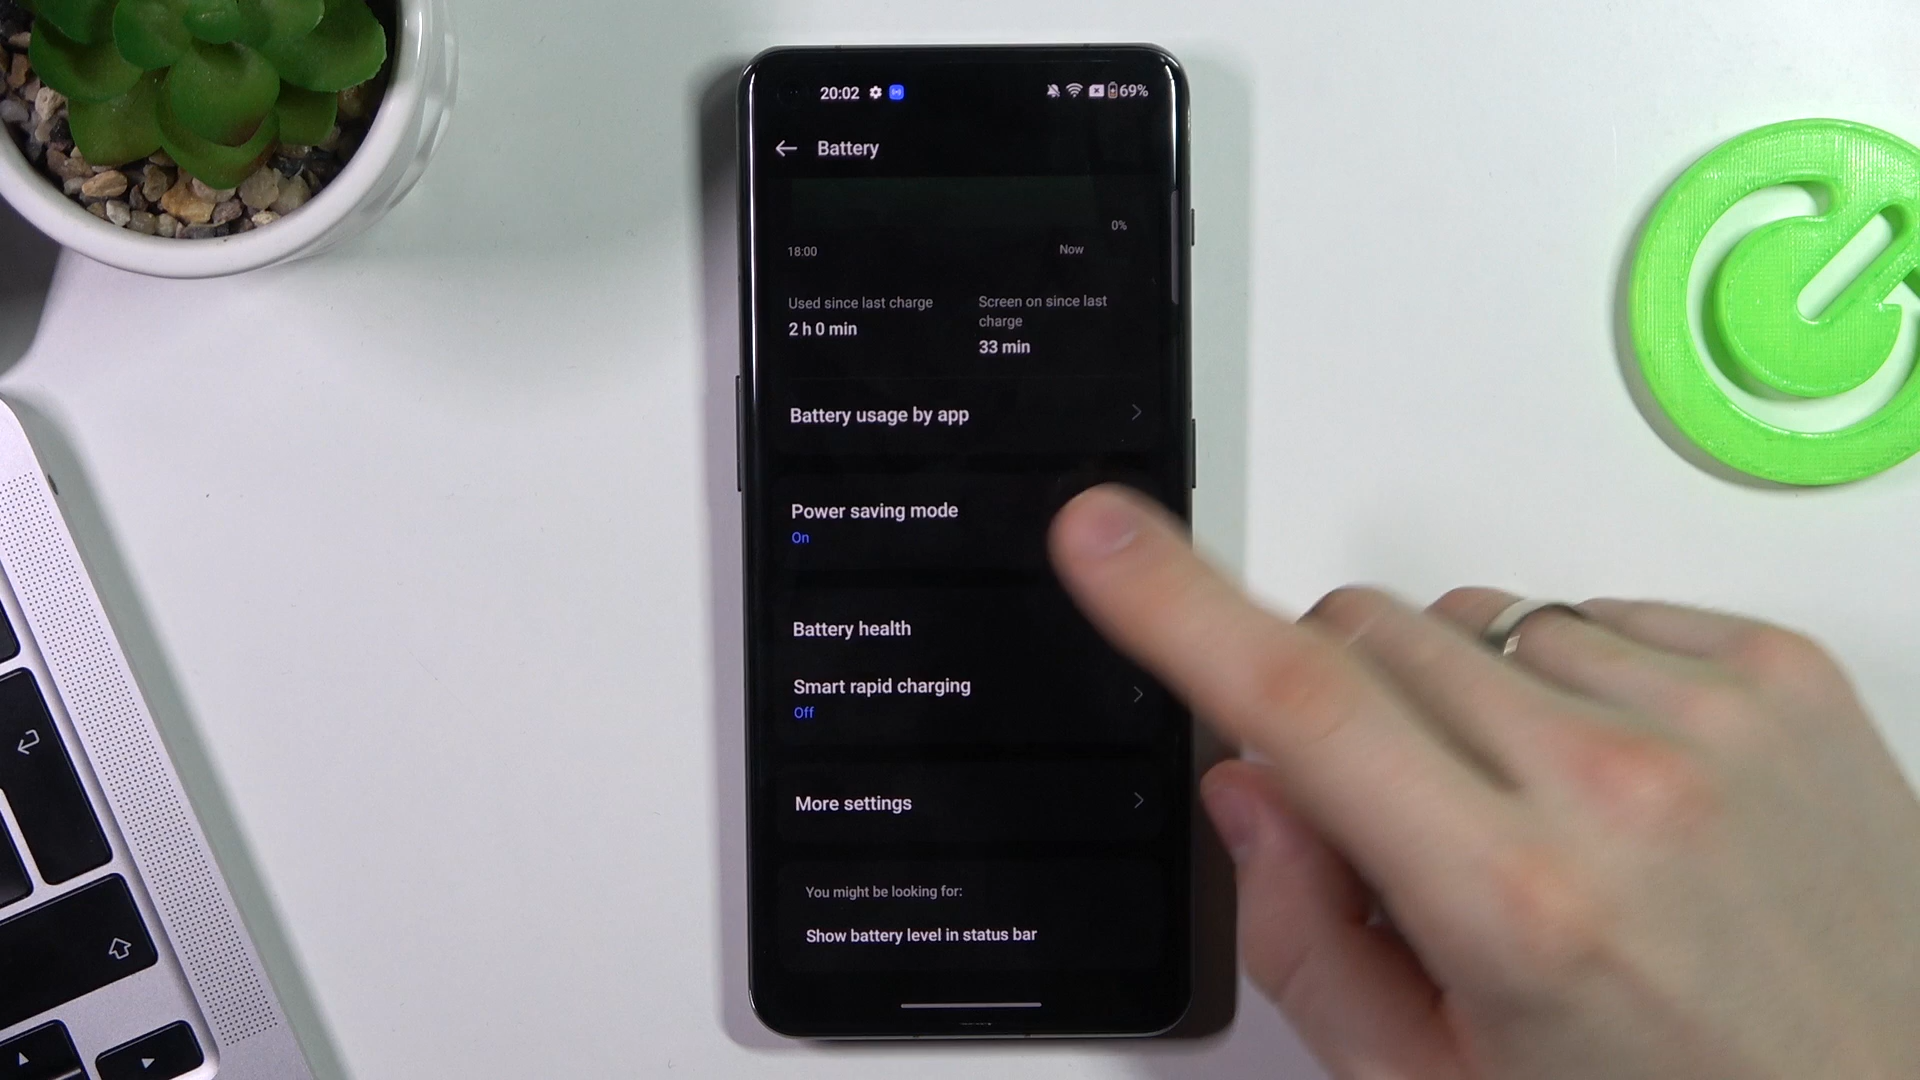 20:02
69%
Battery
0%
18:00
Now
Used since last charge
2 h 0 min
Screen on since last
charge
33 min
Battery usage by app
Power saving mode
On
Battery health
Smart rapid charging
Off
More settings
You might be looking for:
Show battery level in status bar